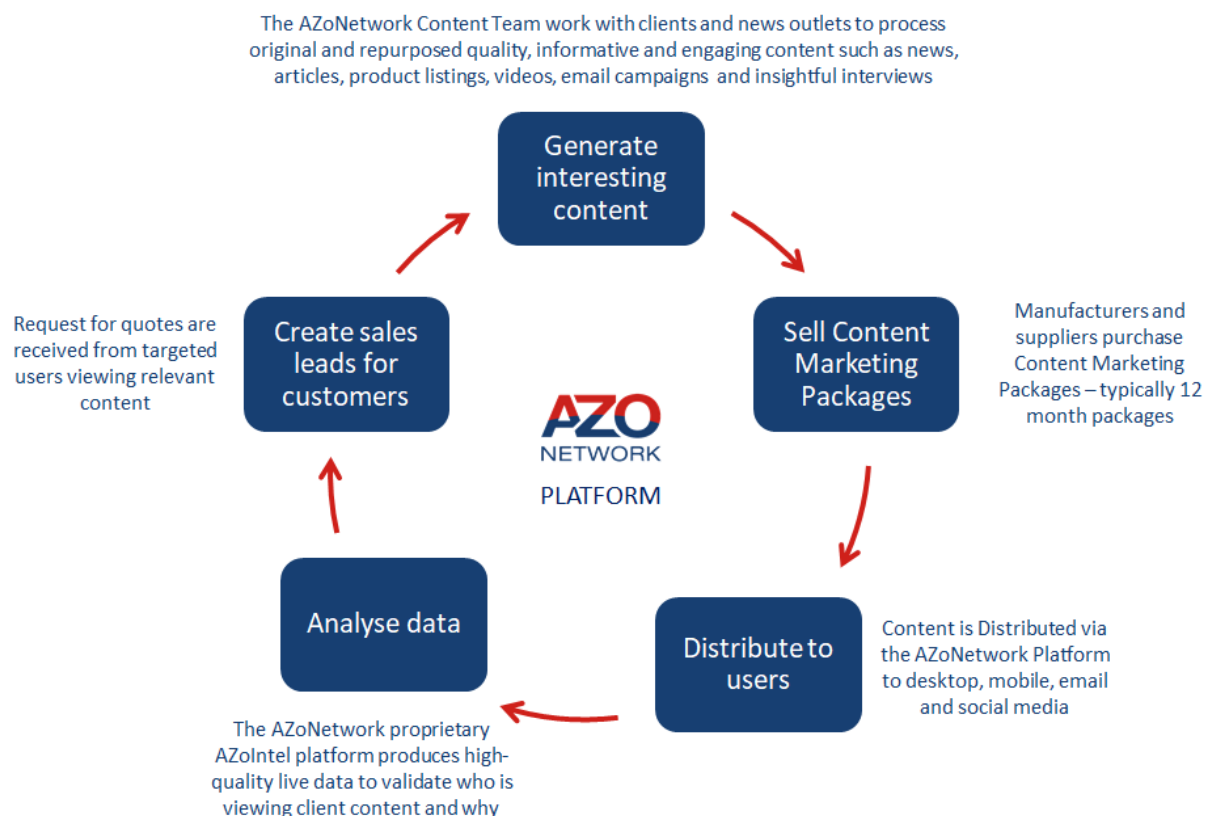 The AZoNetwork Content Team work with clients and news outlets to process
original and repurposed quality, informative and engaging content such as news,
articles, product listings, videos, email campaigns and insightful interviews
Generate
interesting
content
Sell Content
Marketing
Packages
Manufacturers and
suppliers purchase
Content Marketing
Packages – typically 12
month packages
Distribute to
users
Content is Distributed via
the AZoNetwork Platform
to desktop, mobile, email
and social media
Analyse data
The AZoNetwork proprietary
AZoIntel platform produces high-
quality live data to validate who is
viewing client content and why
Create sales
leads for
customers
Request for quotes are
received from targeted
users viewing relevant
content
AZO
NETWORK
PLATFORM